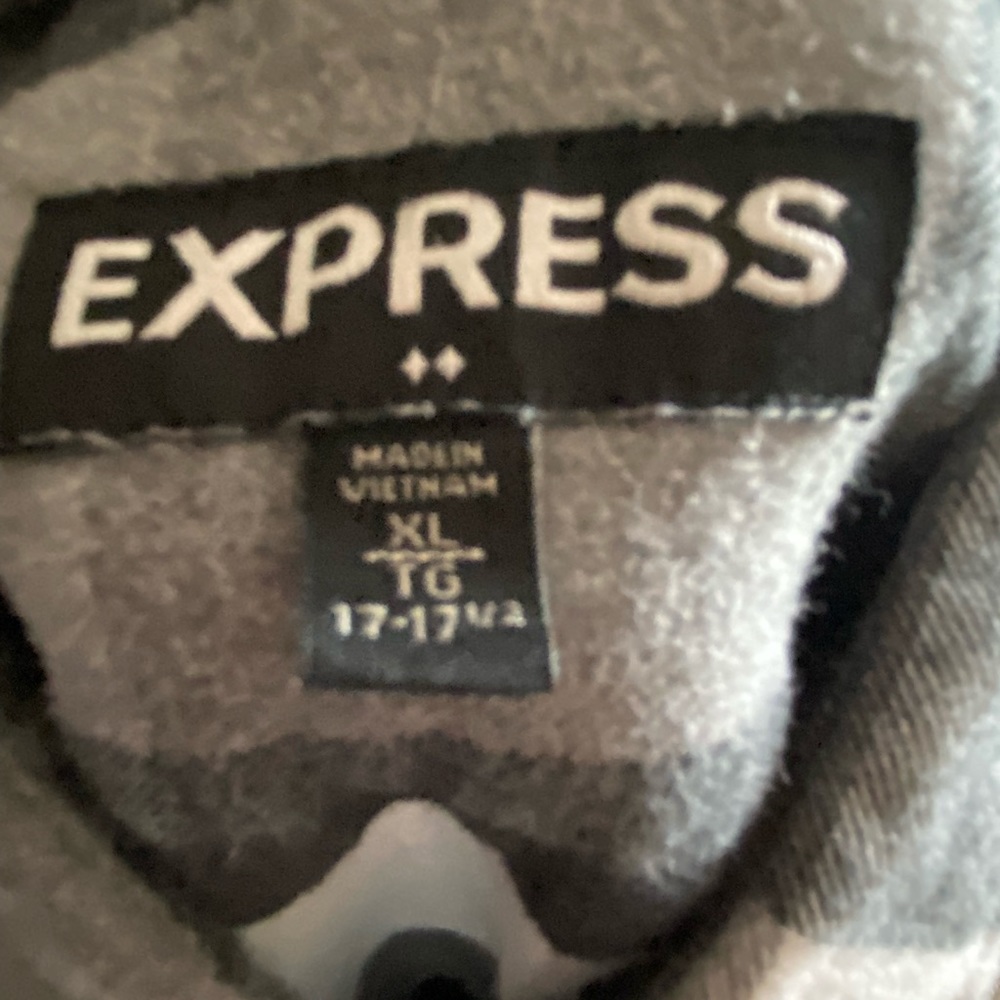 EXPRESS
MADE IN
VIETNAM
XL
TG
17-17 1/2